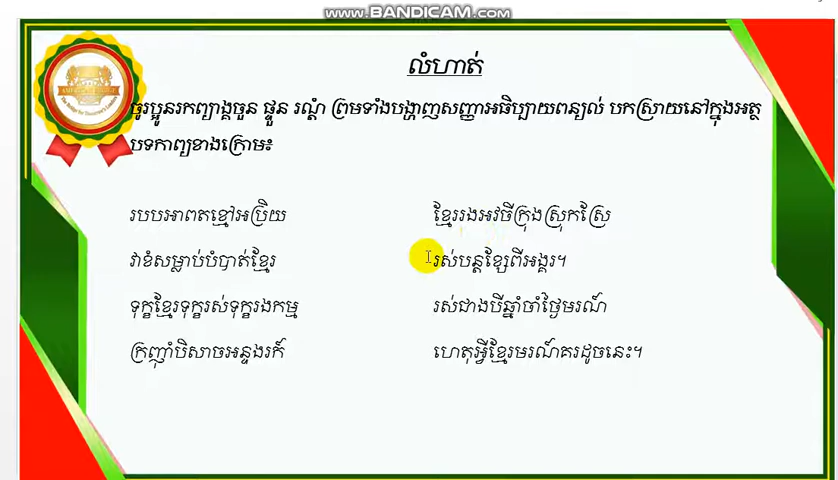 www.BANDICAM.com
លំហាត់
ចូរប្អូនរកព្យាង្គចួន ផ្ទួន រណ្តំ ព្រមទាំងបង្ហាញសញ្ញាអធិប្បាយពន្យល់ បកស្រាយនៅក្នុងអត្ថ
បទកាព្យខាងក្រោម៖
របបអាពតខ្មៅអប្រិយ ខ្មែររងអវចីក្រុងស្រុកស្រែ
វាខំសម្លាប់បំបាត់ខ្មែរ រស់បន្តខ្សែពីអង្គរ។
ទុក្ខខ្មែរទុក្ខរស់ទុក្ខរងកម្ម រស់ជាងបីឆ្នាំចាំថ្ងៃមរណ៍
ក្រញ៉ាំបិសាចអន្ទងរក៍ ហេតុអ្វីខ្មែរមរណ៍គរដូចនេះ។